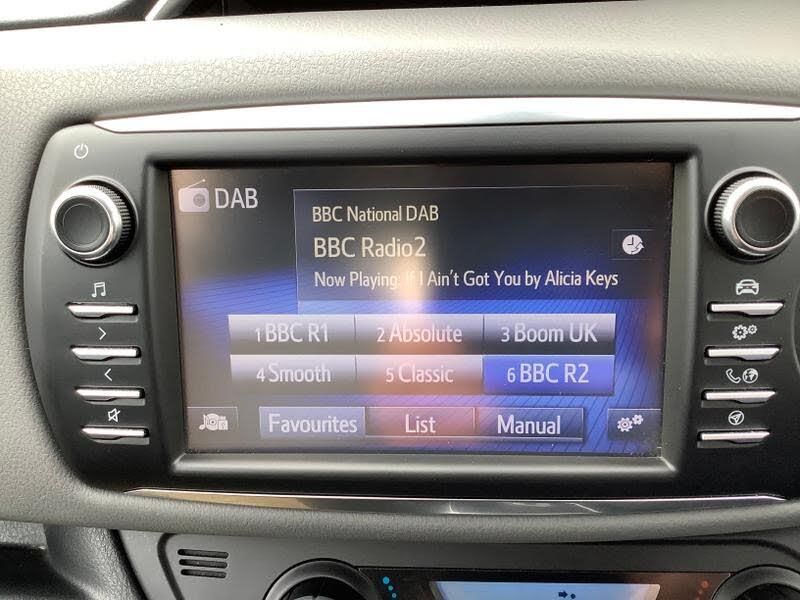 DAB
BBC National DAB
BBC Radio2
Now Playing: If I Ain't Got You by Alicia Keys
1 BBC R1
2 Absolute
3 Boom UK
4 Smooth
5 Classic
6 BBC R2
Favourites
List
Manual